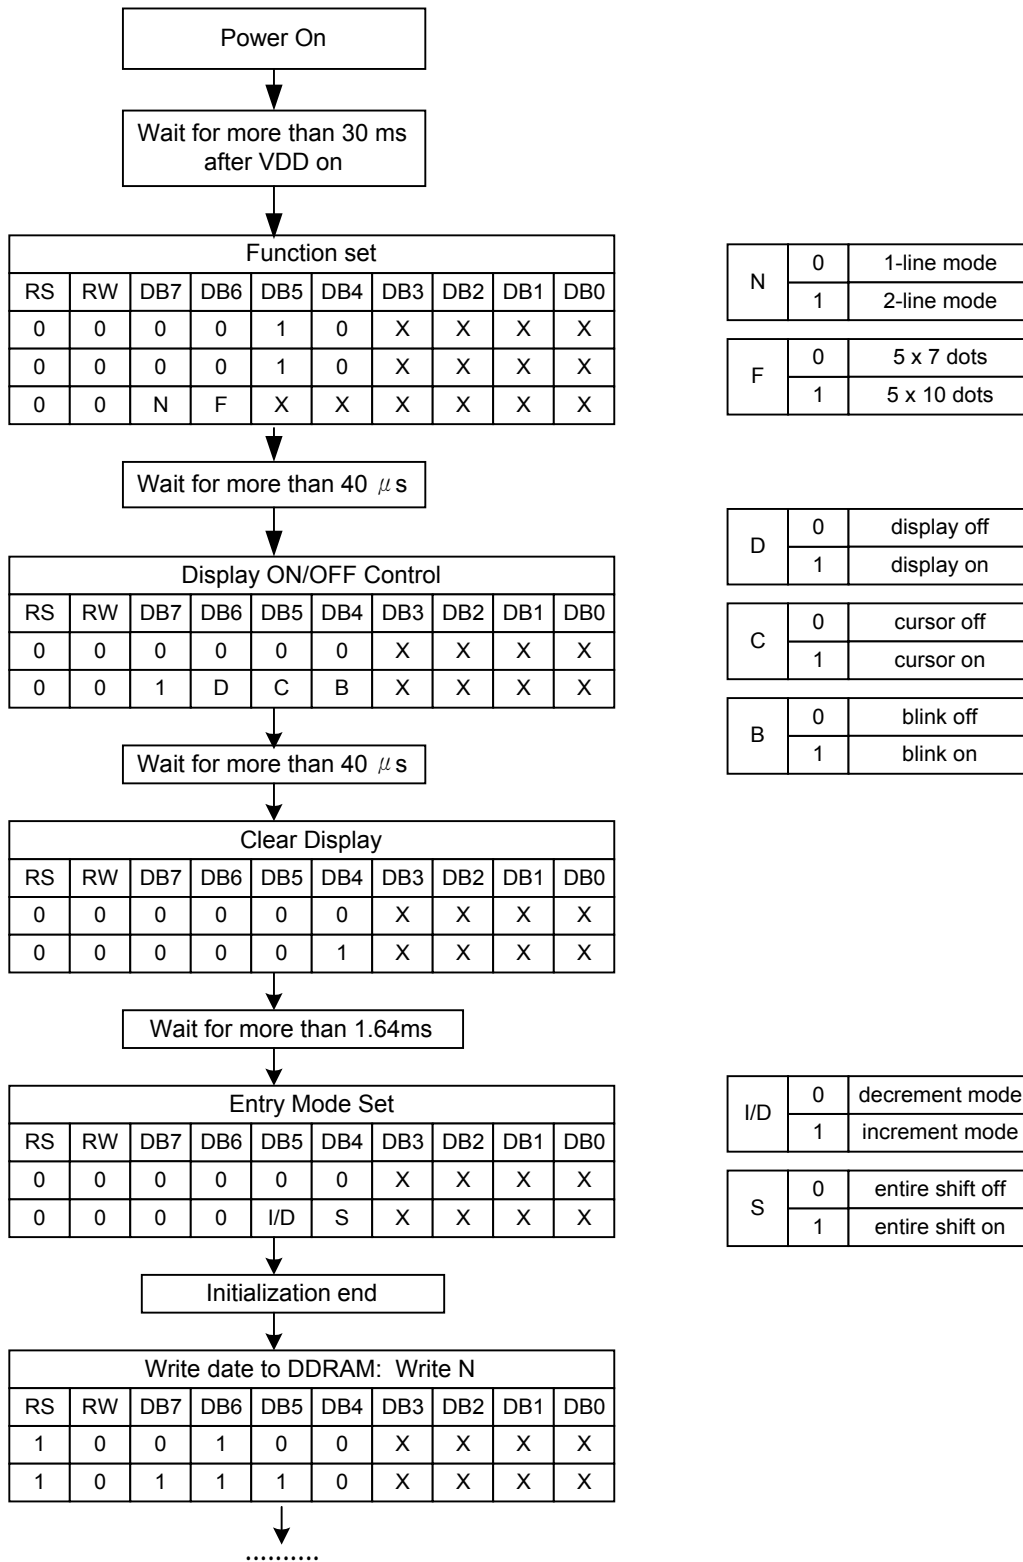 Power On
Wait for more than 30 ms
after VDD on
Function set
RS RW DB7 DB6 DB5 DB4 DB3 DB2 DB1 DB0
0 0 0 0 1 0 X X X X
0 0 0 0 1 0 X X X X
0 0 N F X X X X X X
N 0 1-line mode
1 2-line mode
F 0 5 x 7 dots
1 5 x 10 dots
Wait for more than 40 μs
Display ON/OFF Control
RS RW DB7 DB6 DB5 DB4 DB3 DB2 DB1 DB0
0 0 0 0 0 0 X X X X
0 0 1 D C B X X X X
D 0 display off
1 display on
C 0 cursor off
1 cursor on
B 0 blink off
1 blink on
Wait for more than 40 μs
Clear Display
RS RW DB7 DB6 DB5 DB4 DB3 DB2 DB1 DB0
0 0 0 0 0 0 X X X X
0 0 0 0 0 1 X X X X
Wait for more than 1.64ms
Entry Mode Set
RS RW DB7 DB6 DB5 DB4 DB3 DB2 DB1 DB0
0 0 0 0 0 0 X X X X
0 0 0 0 I/D S X X X X
I/D 0 decrement mode
1 increment mode
S 0 entire shift off
1 entire shift on
Initialization end
Write date to DDRAM: Write N
RS RW DB7 DB6 DB5 DB4 DB3 DB2 DB1 DB0
1 0 0 1 0 0 X X X X
1 0 1 1 1 0 X X X X
..........